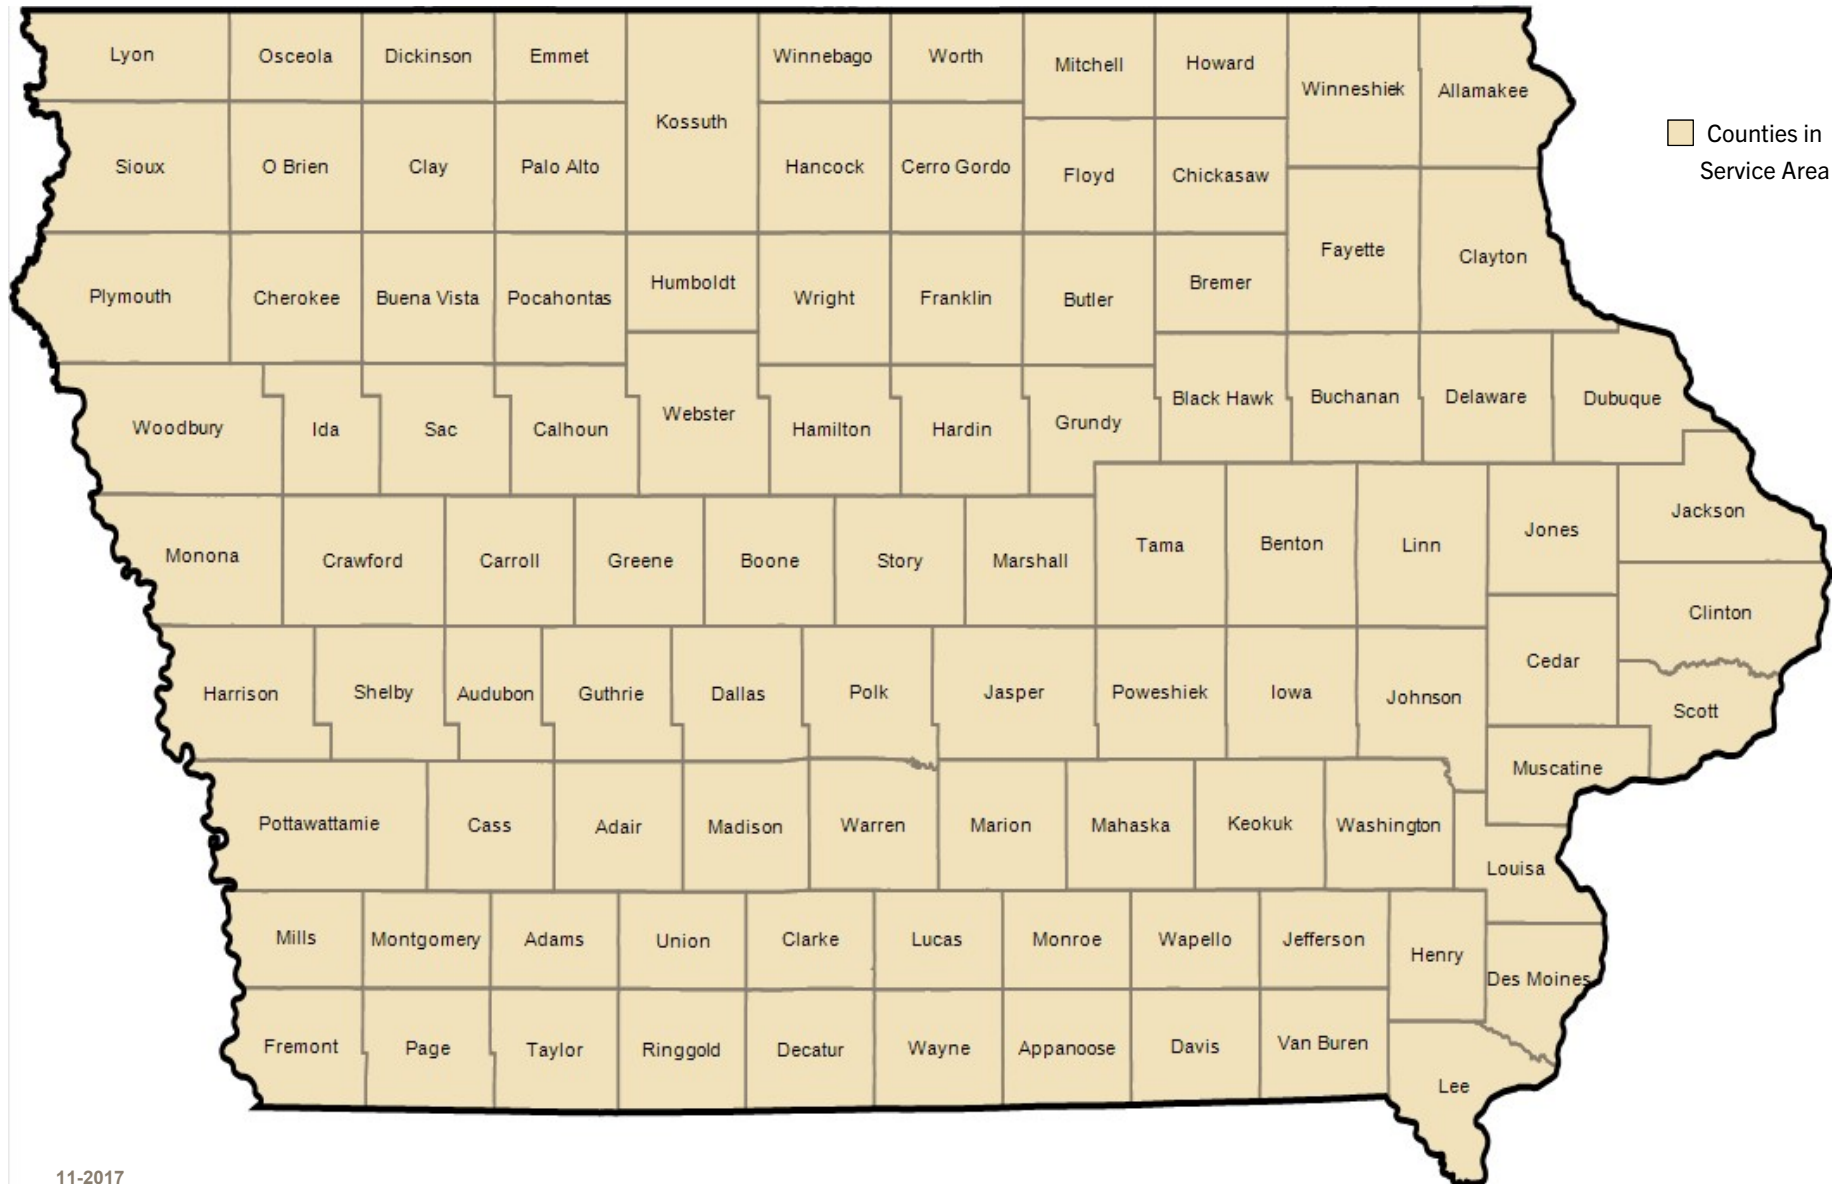 Lyon
Osceola
Dickinson
Emmet
Kossuth
Winnebago
Worth
Mitchell
Howard
Winneshiek
Allamakee
Counties in
Service Area
Sioux
O Brien
Clay
Palo Alto
Hancock
Cerro Gordo
Floyd
Chickasaw
Fayette
Clayton
Plymouth
Cherokee
Buena Vista
Pocahontas
Humboldt
Wright
Franklin
Butler
Bremer
Woodbury
Ida
Sac
Calhoun
Webster
Hamilton
Hardin
Grundy
Black Hawk
Buchanan
Delaware
Dubuque
Monona
Crawford
Carroll
Greene
Boone
Story
Marshall
Tama
Benton
Linn
Jones
Jackson
Clinton
Cedar
Scott
Harrison
Shelby
Audubon
Guthrie
Dallas
Polk
Jasper
Poweshiek
Iowa
Johnson
Muscatine
Pottawattamie
Cass
Adair
Madison
Warren
Marion
Mahaska
Keokuk
Washington
Louisa
Mills
Montgomery
Adams
Union
Clarke
Lucas
Monroe
Wapello
Jefferson
Henry
Des Moines
Fremont
Page
Taylor
Ringgold
Decatur
Wayne
Appanoose
Davis
Van Buren
Lee
11-2017